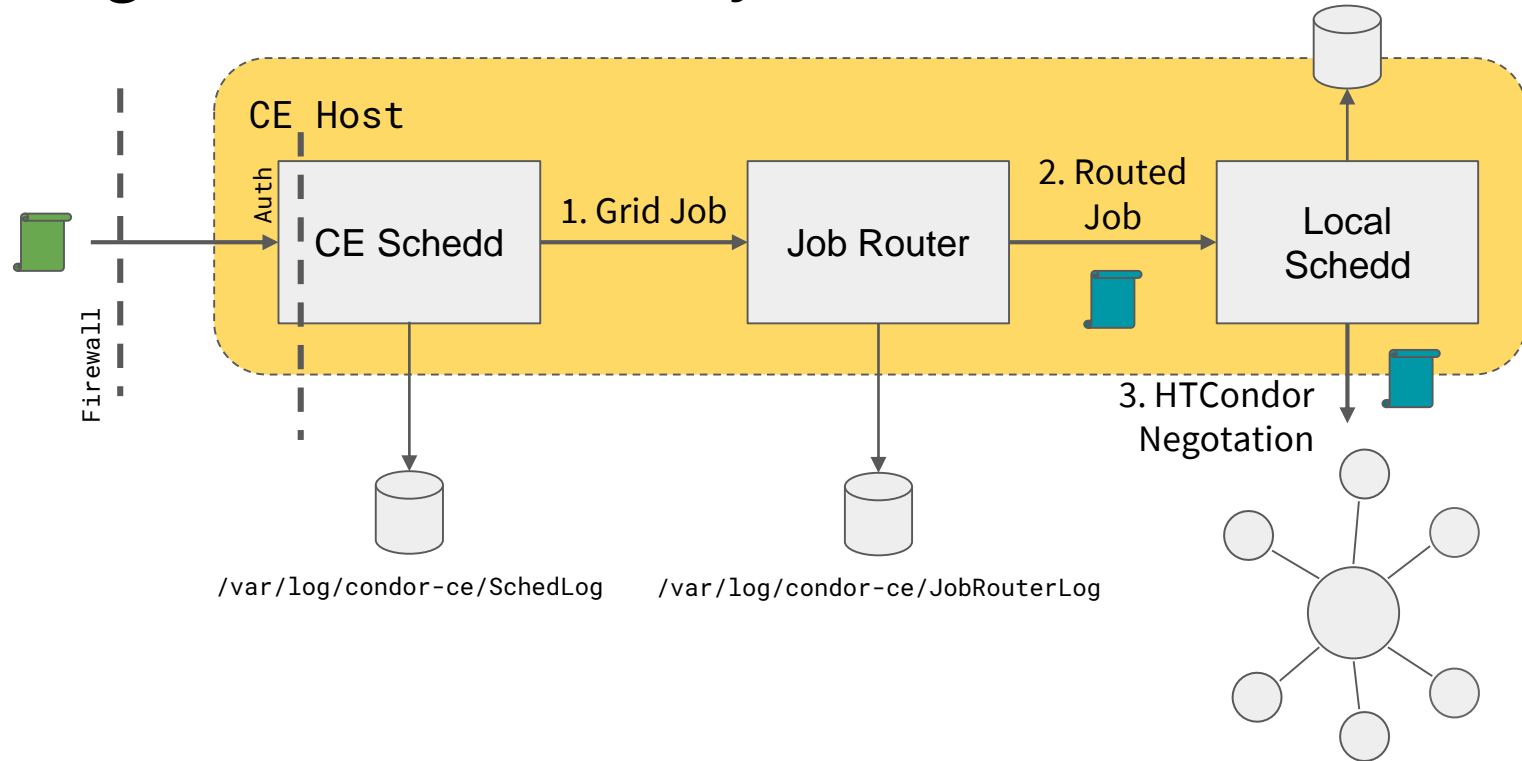 CE Host
Firewall
Auth
CE Schedd
1. Grid Job
Job Router
2. Routed
Job
Local
Schedd
3. HTCondor
Negotation
/var/log/condor-ce/SchedLog
/var/log/condor-ce/JobRouterLog